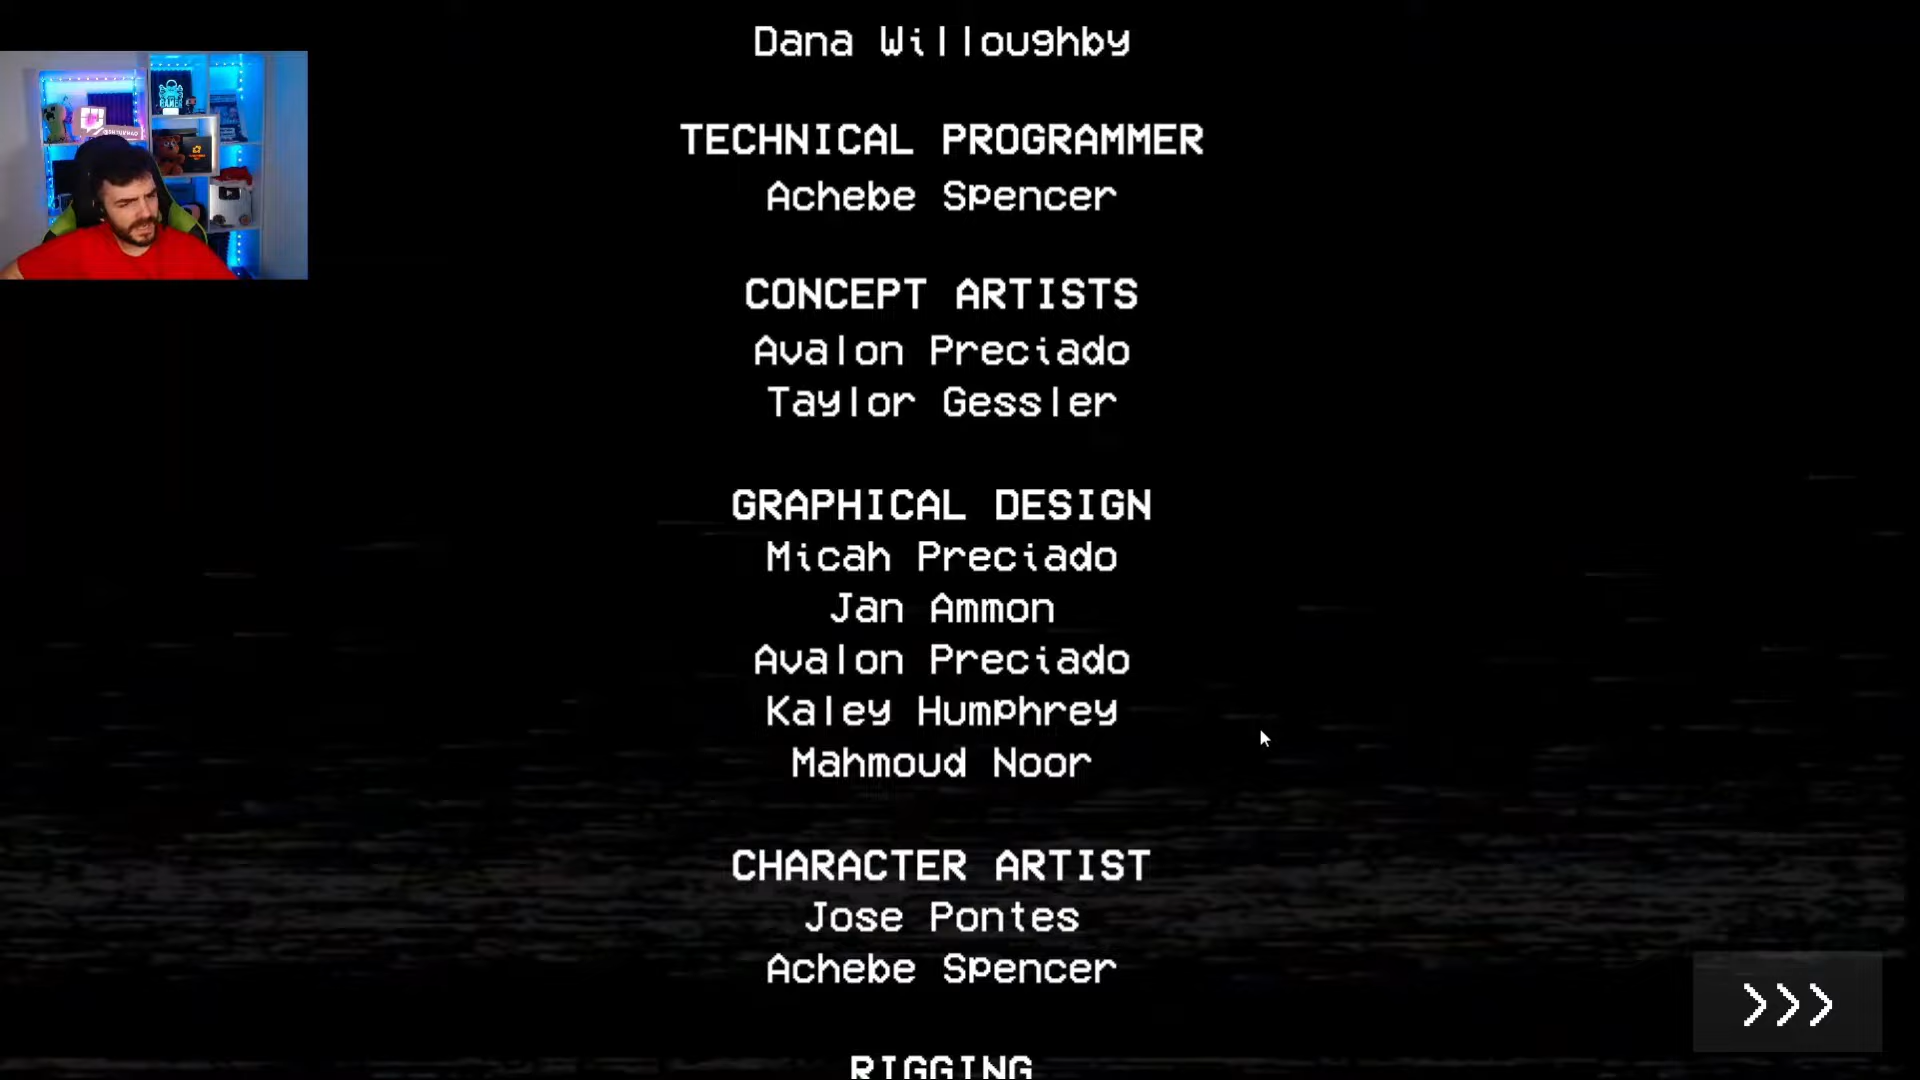 Dana Willoughby
TECHNICAL PROGRAMMER
Achebe Spencer
CONCEPT ARTISTS
Avalon Preciado
Taylor Gessler
GRAPHICAL DESIGN
Micah Preciado
Jan Ammon
Avalon Preciado
Kaley Humphrey
Mahmoud Noor
CHARACTER ARTIST
Jose Pontes
Achebe Spencer
>>>
RIGGING